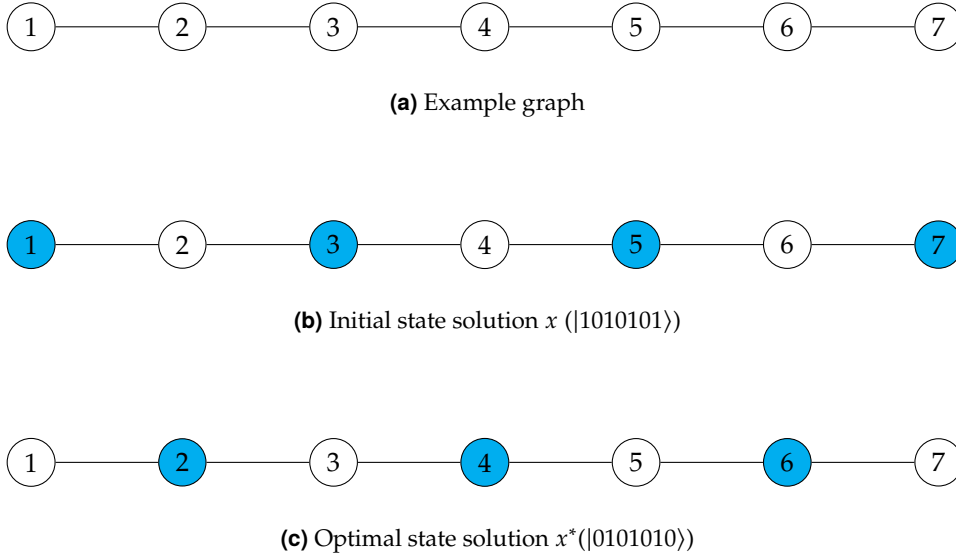 1 2 3 4 5 6 7
(a) Example graph
1 2 3 4 5 6 7
(b) Initial state solution x (|1010101⟩)
1 2 3 4 5 6 7
(c) Optimal state solution x*(|0101010⟩)